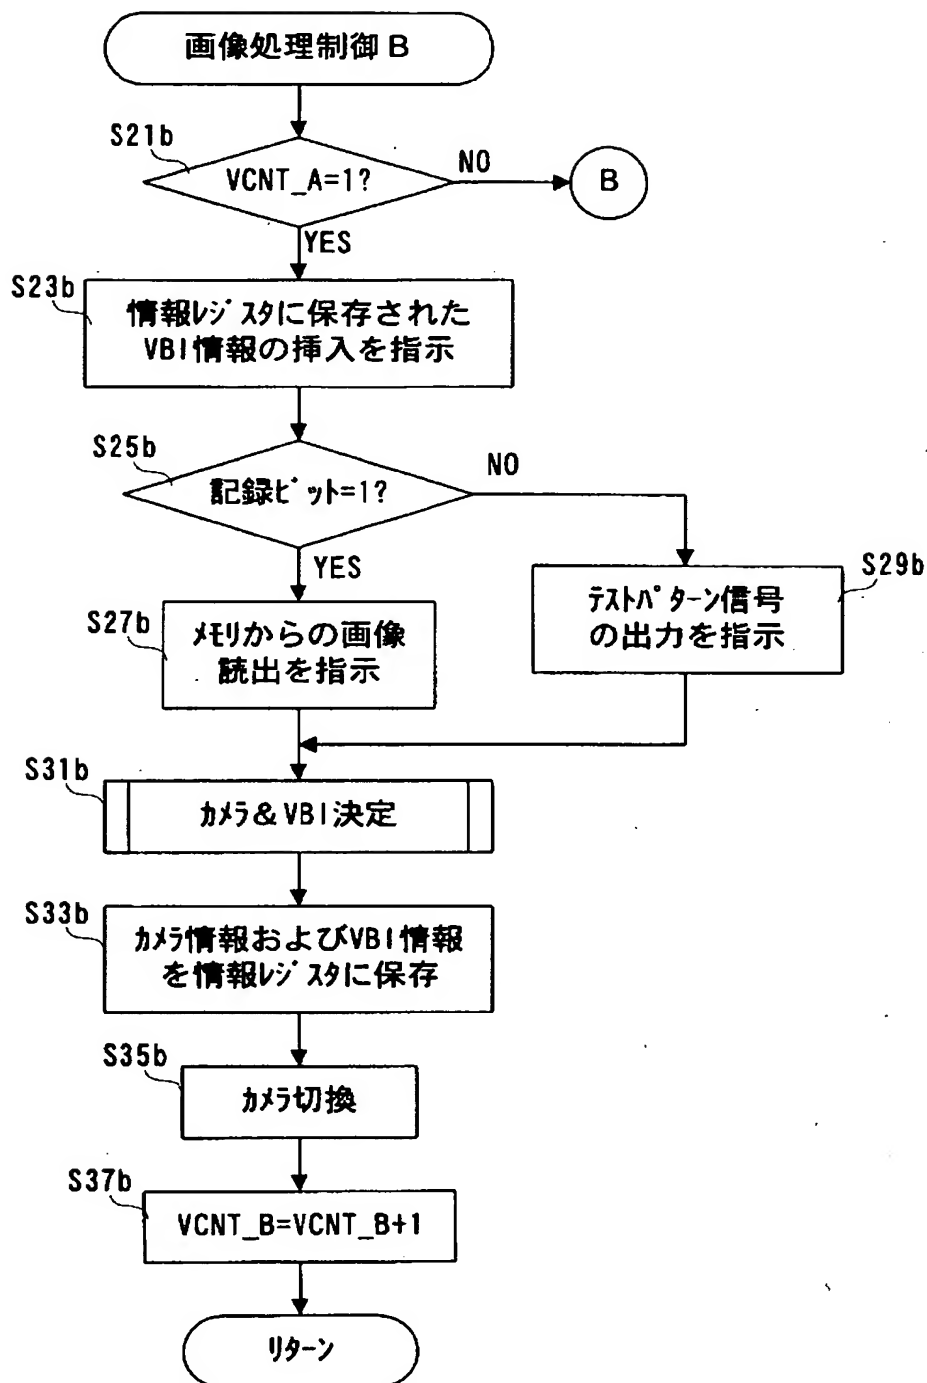 画像処理制御 B
S21b
VCNT_A=1?
NO
B
YES
S23b
情報ﾚｼﾞｽﾀに保存された
VBI情報の挿入を指示
S25b
記録ﾋﾞｯﾄ=1?
NO
YES
S29b
ﾃｽﾄﾊﾟﾀｰﾝ信号
の出力を指示
S27b
ﾒﾓﾘからの画像
読出を指示
S31b
ｶﾒﾗ&VBI決定
S33b
ｶﾒﾗ情報およびVBI情報
を情報ﾚｼﾞｽﾀに保存
S35b
ｶﾒﾗ切換
S37b
VCNT_B=VCNT_B+1
ﾘﾀｰﾝ